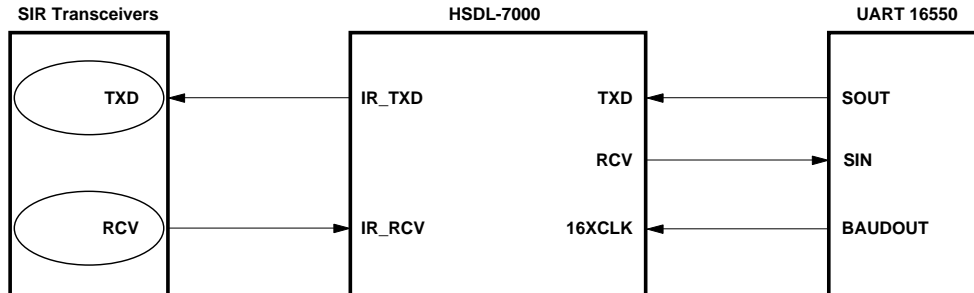 SIR Transceivers HSDL-7000 UART 16550
TXD IR_TXD TXD SOUT
RCV SIN
RCV IR_RCV 16XCLK BAUDOUT